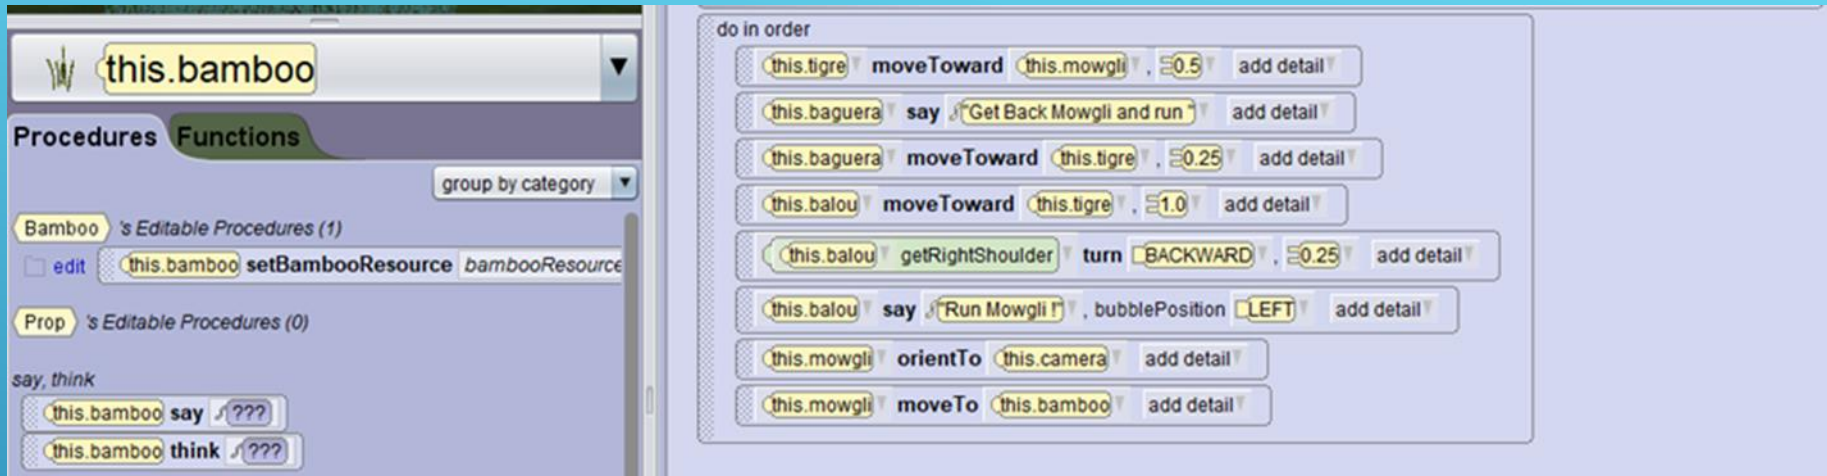 this.bamboo
Procedures Functions
group by category
Bamboo 's Editable Procedures (1)
edit this.bamboo setBambooResource bambooResource
Prop 's Editable Procedures (0)
say, think
this.bamboo say ???
this.bamboo think ???
do in order
this.tigre moveToward this.mowgli , 0.5 add detail
this.baguera say "Get Back Mowgli and run " add detail
this.baguera moveToward this.tigre , 0.25 add detail
this.balou moveToward this.tigre , 1.0 add detail
this.balou getRightShoulder turn BACKWARD , 0.25 add detail
this.balou say "Run Mowgli !" , bubblePosition LEFT add detail
this.mowgli orientTo this.camera add detail
this.mowgli moveTo this.bamboo add detail